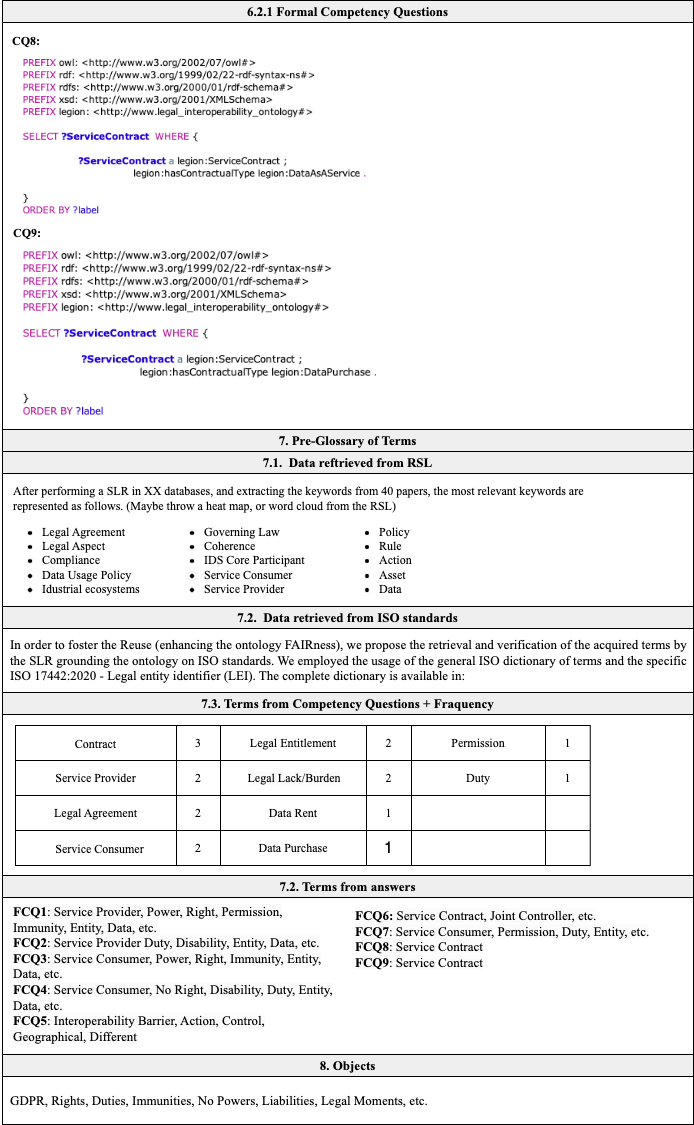 6.2.1 Formal Competency Questions
CQ8:
PREFIX owl: <http://www.w3.org/2002/07/owl#>
PREFIX rdf: <http://www.w3.org/1999/02/22-rdf-syntax-ns#>
PREFIX rdfs: <http://www.w3.org/2000/01/rdf-schema#>
PREFIX xsd: <http://www.w3.org/2001/XMLSchema>
PREFIX legion: <http://www.legal_interoperability_ontology#>
SELECT ?ServiceContract WHERE {
?ServiceContract a legion:ServiceContract ;
legion:hasContractualType legion:DataAsAService .
}
ORDER BY ?label
CQ9:
PREFIX owl: <http://www.w3.org/2002/07/owl#>
PREFIX rdf: <http://www.w3.org/1999/02/22-rdf-syntax-ns#>
PREFIX rdfs: <http://www.w3.org/2000/01/rdf-schema#>
PREFIX xsd: <http://www.w3.org/2001/XMLSchema>
PREFIX legion: <http://www.legal_interoperability_ontology#>
SELECT ?ServiceContract WHERE {
?ServiceContract a legion:ServiceContract ;
legion:hasContractualType legion:DataPurchase .
}
ORDER BY ?label
7. Pre-Glossary of Terms
7.1. Data reftrieved from RSL
After performing a SLR in XX databases, and extracting the keywords from 40 papers, the most relevant keywords are
represented as follows. (Maybe throw a heat map, or word cloud from the RSL)
• Legal Agreement
• Legal Aspect
• Compliance
• Data Usage Policy
• Idustrial ecosystems
• Governing Law
• Coherence
• IDS Core Participant
• Service Consumer
• Service Provider
• Policy
• Rule
• Action
• Asset
• Data
7.2. Data retrieved from ISO standards
In order to foster the Reuse (enhancing the ontology FAIRness), we propose the retrieval and verification of the acquired terms by
the SLR grounding the ontology on ISO standards. We employed the usage of the general ISO dictionary of terms and the specific
ISO 17442:2020 - Legal entity identifier (LEI). The complete dictionary is available in:
7.3. Terms from Competency Questions + Fraquency
Contract 3 Legal Entitlement 2 Permission 1
Service Provider 2 Legal Lack/Burden 2 Duty 1
Legal Agreement 2 Data Rent 1
Service Consumer 2 Data Purchase 1
7.2. Terms from answers
FCQ1: Service Provider, Power, Right, Permission,
Immunity, Entity, Data, etc.
FCQ2: Service Provider Duty, Disability, Entity, Data, etc.
FCQ3: Service Consumer, Power, Right, Immunity, Entity,
Data, etc.
FCQ4: Service Consumer, No Right, Disability, Duty, Entity,
Data, etc.
FCQ5: Interoperability Barrier, Action, Control,
Geographical, Different
FCQ6: Service Contract, Joint Controller, etc.
FCQ7: Service Consumer, Permission, Duty, Entity, etc.
FCQ8: Service Contract
FCQ9: Service Contract
8. Objects
GDPR, Rights, Duties, Immunities, No Powers, Liabilities, Legal Moments, etc.